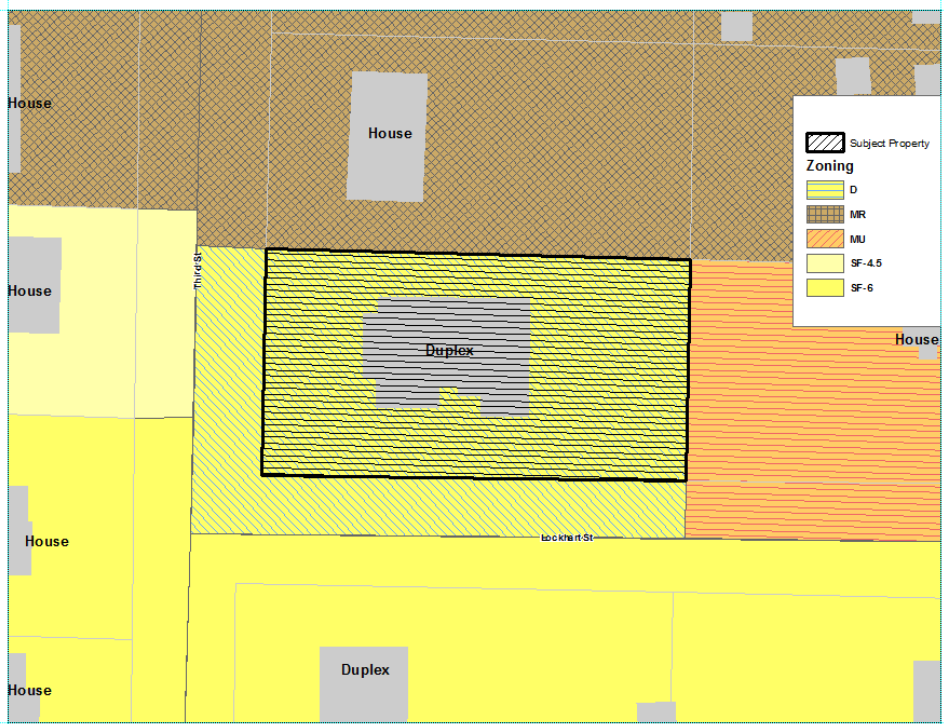 House
House
Subject Property
Zoning
D
MR
MU
SF-4.5
SF-6
Third St
House
House
Duplex
Lockhart St
House
Duplex
House